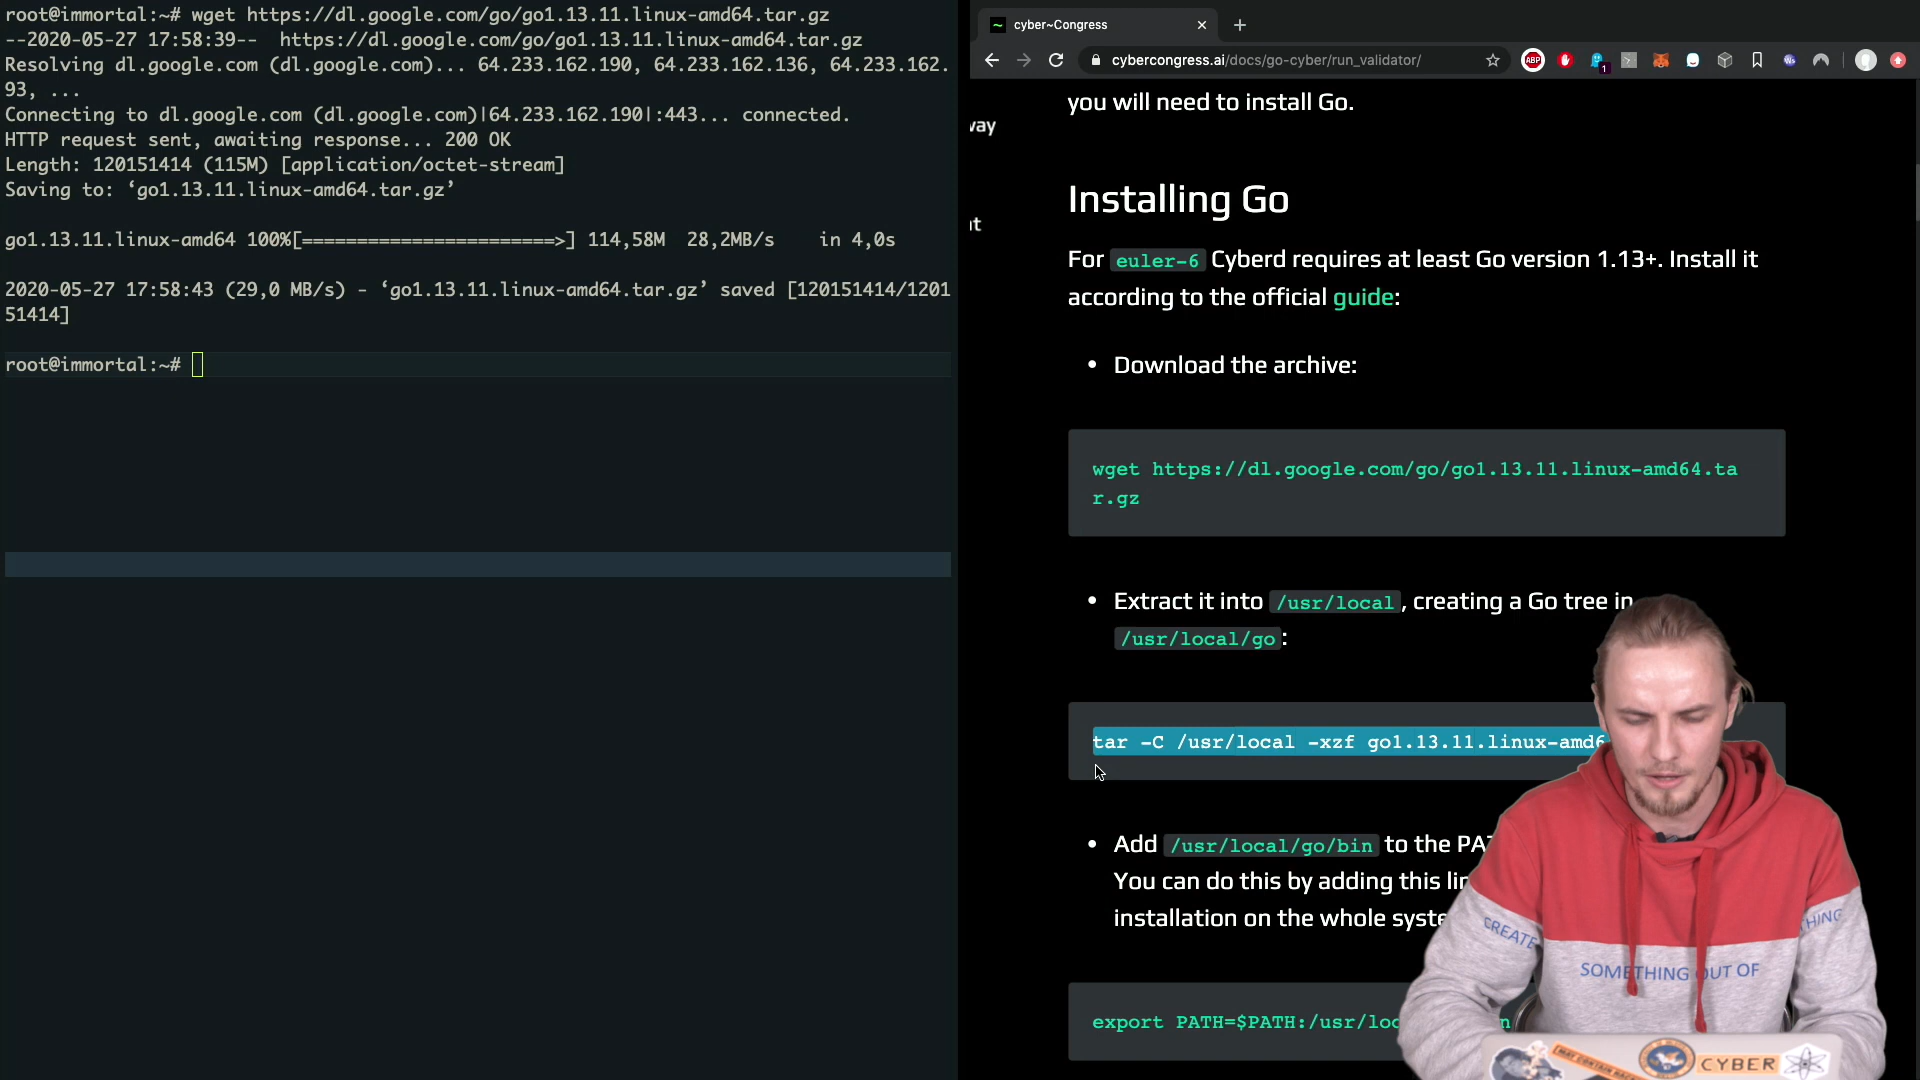 root@immortal:~# wget https://dl.google.com/go/go1.13.11.linux-amd64.tar.gz
--2020-05-27 17:58:39--  https://dl.google.com/go/go1.13.11.linux-amd64.tar.gz
Resolving dl.google.com (dl.google.com)... 64.233.162.190, 64.233.162.136, 64.233.162.
93, ...
Connecting to dl.google.com (dl.google.com)|64.233.162.190|:443... connected.
HTTP request sent, awaiting response... 200 OK
Length: 120151414 (115M) [application/octet-stream]
Saving to: ‘go1.13.11.linux-amd64.tar.gz’
go1.13.11.linux-amd64 100%[=======================>] 114,58M  28,2MB/s    in 4,0s
2020-05-27 17:58:43 (29,0 MB/s) - ‘go1.13.11.linux-amd64.tar.gz’ saved [120151414/1201
51414]
root@immortal:~#
cyber~Congress
cybercongress.ai/docs/go-cyber/run_validator/
ABP
1
you will need to install Go.
Installing Go
For euler-6 Cyberd requires at least Go version 1.13+. Install it
according to the official guide:
• Download the archive:
wget https://dl.google.com/go/go1.13.11.linux-amd64.ta
r.gz
• Extract it into /usr/local, creating a Go tree in
/usr/local/go:
tar -C /usr/local -xzf go1.13.11.linux-amd6
• Add /usr/local/go/bin to the PA
You can do this by adding this li
installation on the whole syste
export PATH=$PATH:/usr/loc
CREATE
THING
SOMETHING OUT OF
CYBER